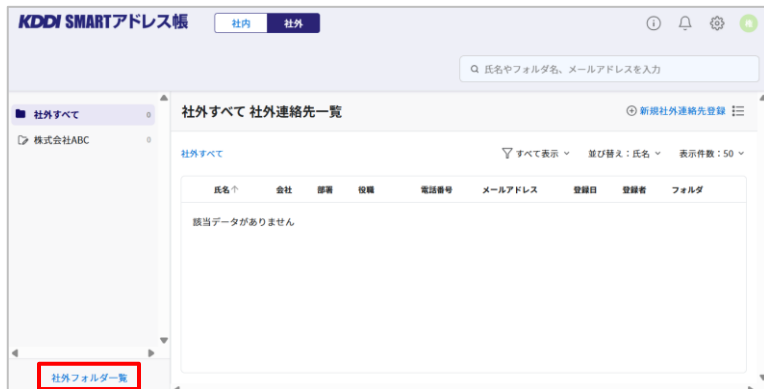 KDDI SMARTアドレス帳 社内 社外
氏名やフォルダ名、メールアドレスを入力
社外すべて 0
株式会社ABC 0
社外すべて 社外連絡先一覧
新規社外連絡先登録
社外すべて すべて表示 並び替え:氏名 表示件数:50
氏名↑ 会社 部署 役職 電話番号 メールアドレス 登録日 登録者 フォルダ
該当データがありません
社外フォルダ一覧